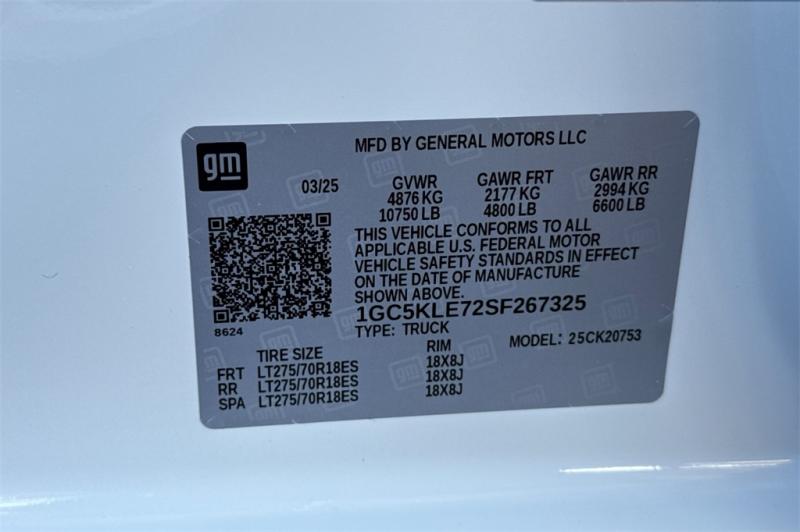 MFD BY GENERAL MOTORS LLC
gm
03/25
GVWR GAWR FRT GAWR RR
4876 KG 2177 KG 2994 KG
10750 LB 4800 LB 6600 LB
THIS VEHICLE CONFORMS TO ALL
APPLICABLE U.S. FEDERAL MOTOR
VEHICLE SAFETY STANDARDS IN EFFECT
ON THE DATE OF MANUFACTURE
SHOWN ABOVE.
1GC5KLE72SF267325
8624
TYPE: TRUCK MODEL: 25CK20753
TIRE SIZE RIM
FRT LT275/70R18ES 18X8J
RR LT275/70R18ES 18X8J
SPA LT275/70R18ES 18X8J